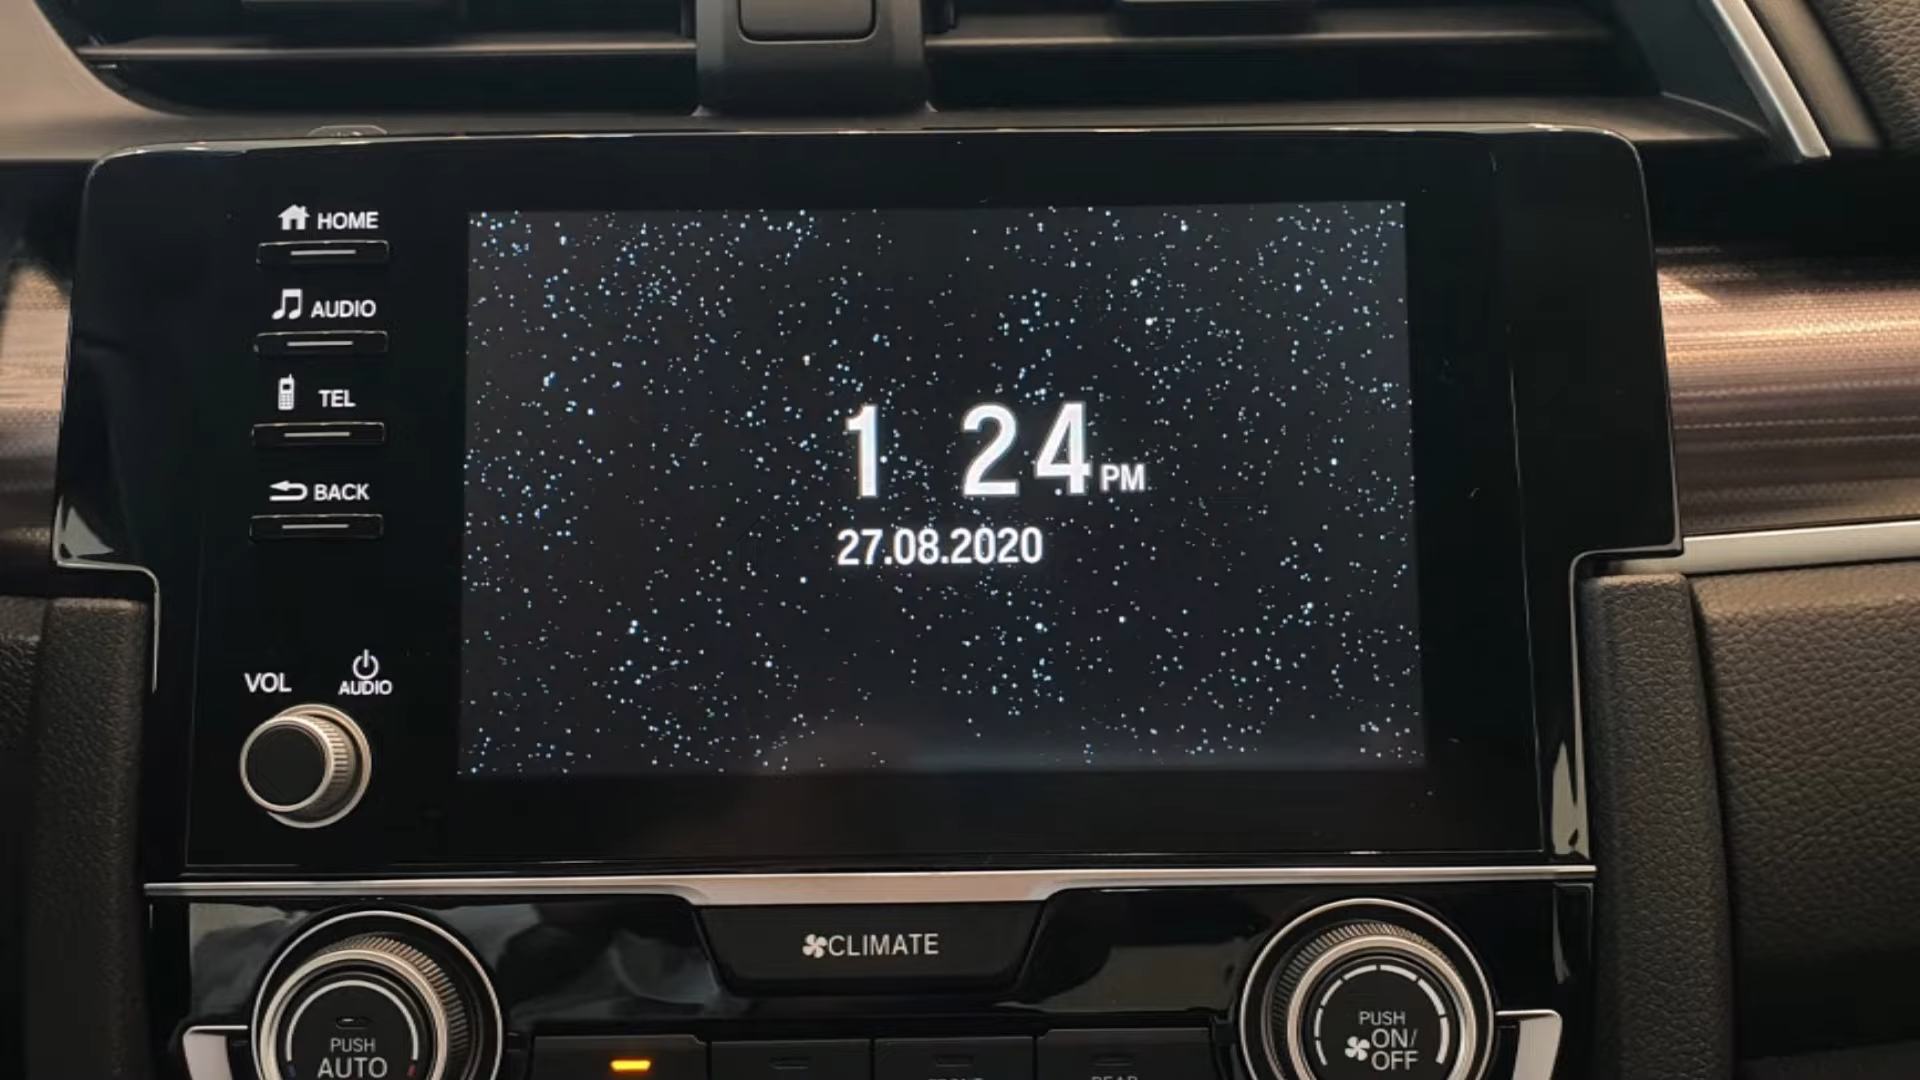 HOME
AUDIO
TEL
BACK
1 24 PM
27.08.2020
VOL
AUDIO
CLIMATE
PUSH
AUTO
PUSH
ON/
OFF